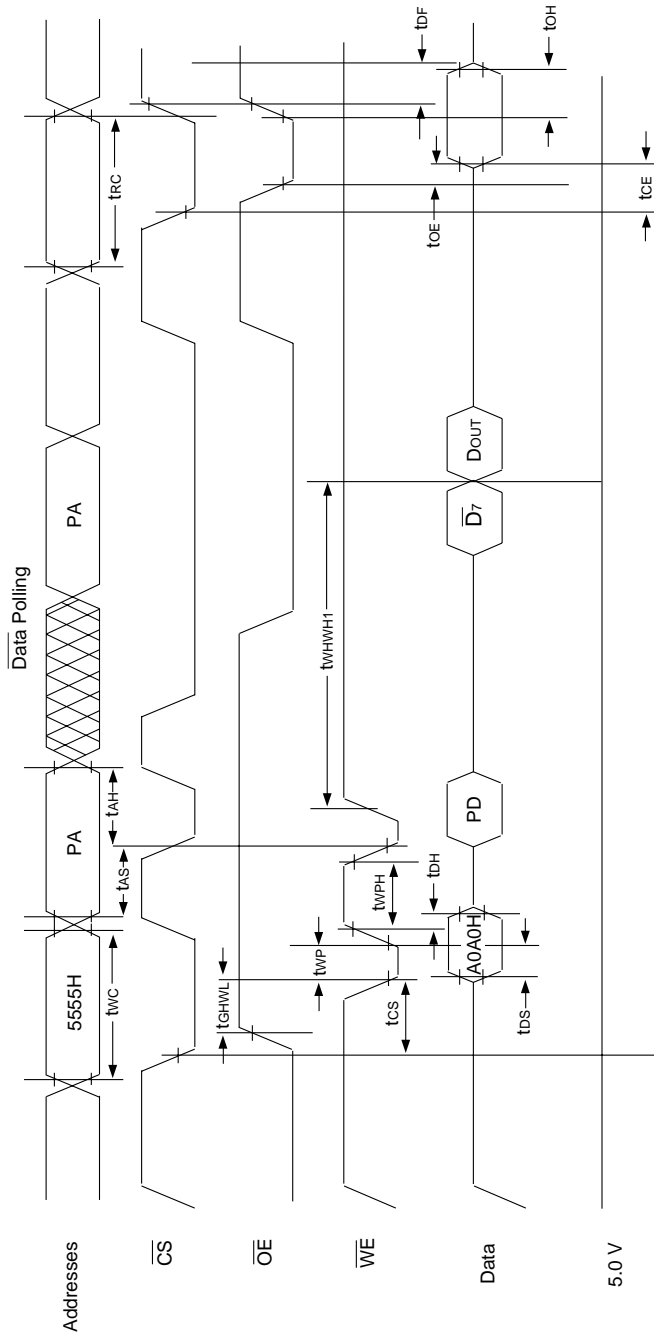 Data Polling
Addresses
5555H
PA
PA
tWC
tAS
tAH
tRC
CS
OE
tGHWL
WE
tWP
tCS
tWPH
tDH
tWHWH1
tOE
tDF
Data
A0A0H
PD
D7
DOUT
tDS
tOH
tCE
5.0 V